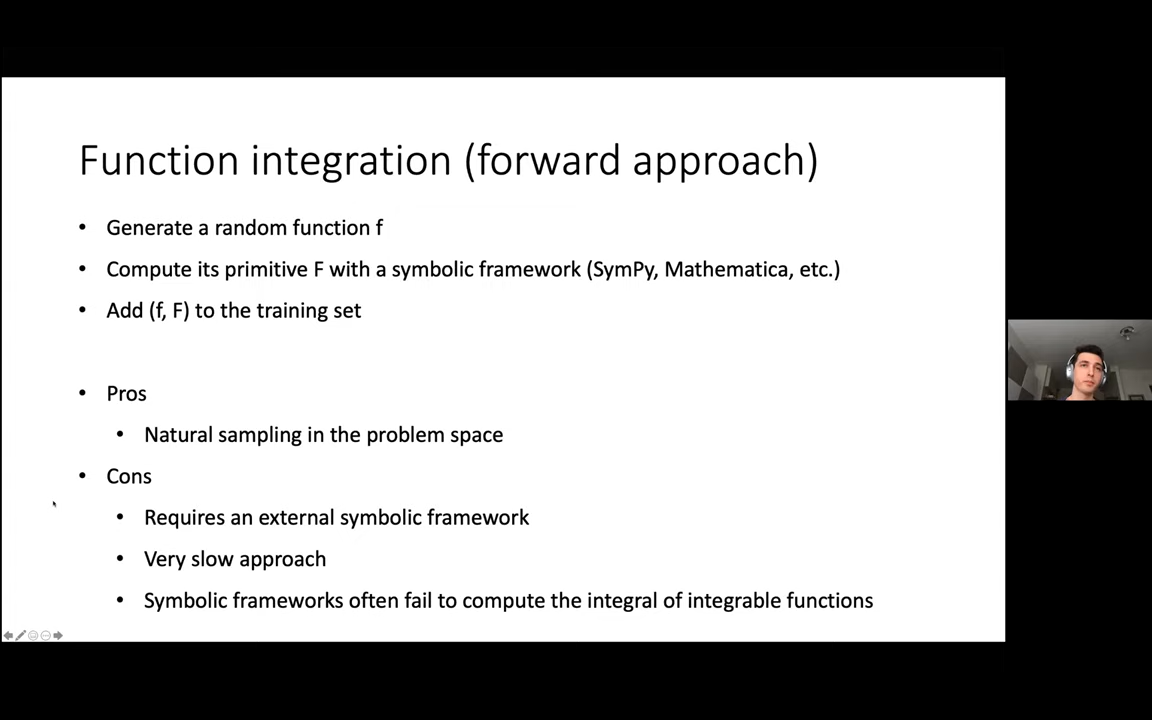 Function integration (forward approach)
• Generate a random function f
• Compute its primitive F with a symbolic framework (SymPy, Mathematica, etc.)
• Add (f, F) to the training set
• Pros
• Natural sampling in the problem space
• Cons
• Requires an external symbolic framework
• Very slow approach
• Symbolic frameworks often fail to compute the integral of integrable functions